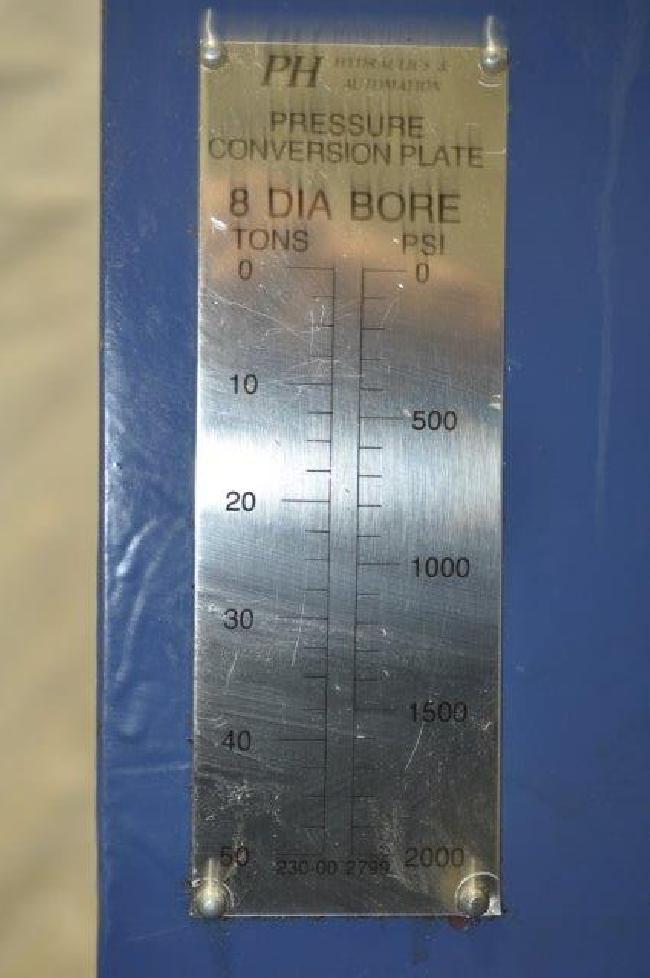 PH HYDRAULICS &
AUTOMATION
PRESSURE
CONVERSION PLATE
8 DIA BORE
TONS PSI
0 0
10
500
20
1000
30
1500
40
50 230-00 2799 2000